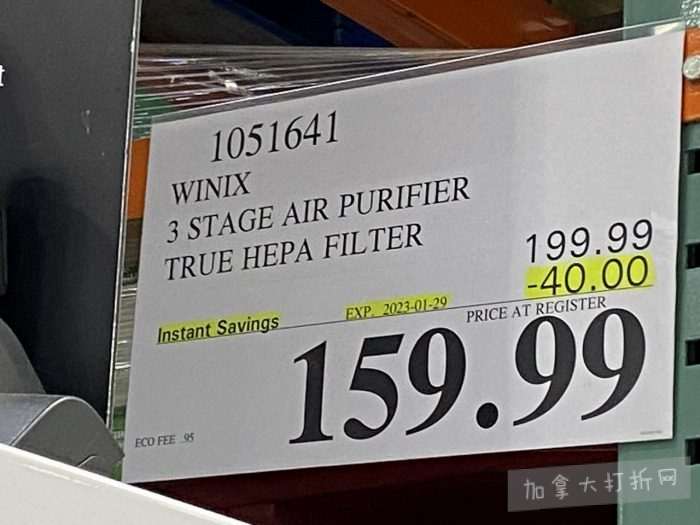 t
1051641
WINIX
3 STAGE AIR PURIFIER
TRUE HEPA FILTER
199.99
-40.00
Instant Savings EXP. 2023-01-29 PRICE AT REGISTER
159.99
ECO FEE .95
加拿大打折网